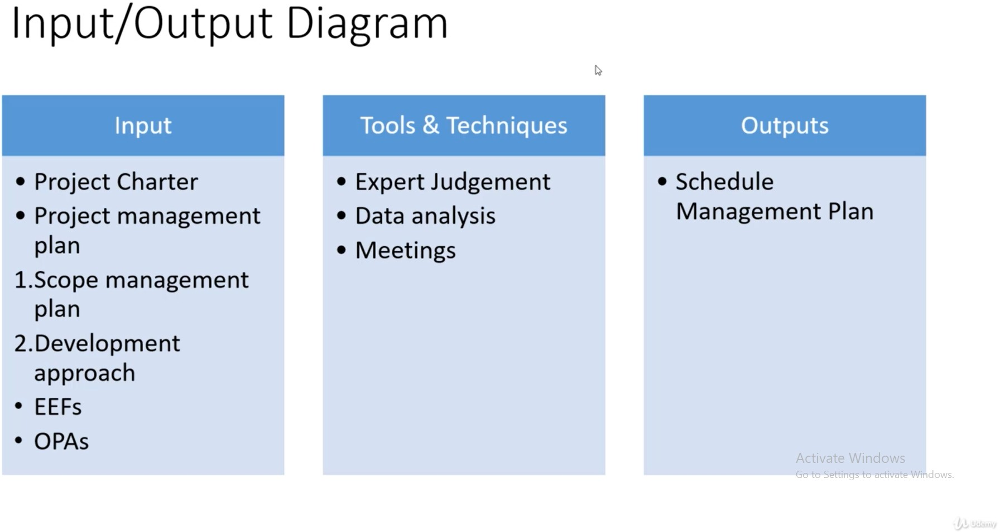 Input/Output Diagram
Input
• Project Charter
• Project management
plan
1.Scope management
plan
2.Development
approach
• EEFs
• OPAs
Tools & Techniques
• Expert Judgement
• Data analysis
• Meetings
Outputs
• Schedule
Management Plan
Activate Windows
Go to Settings to activate Windows.
Udemy